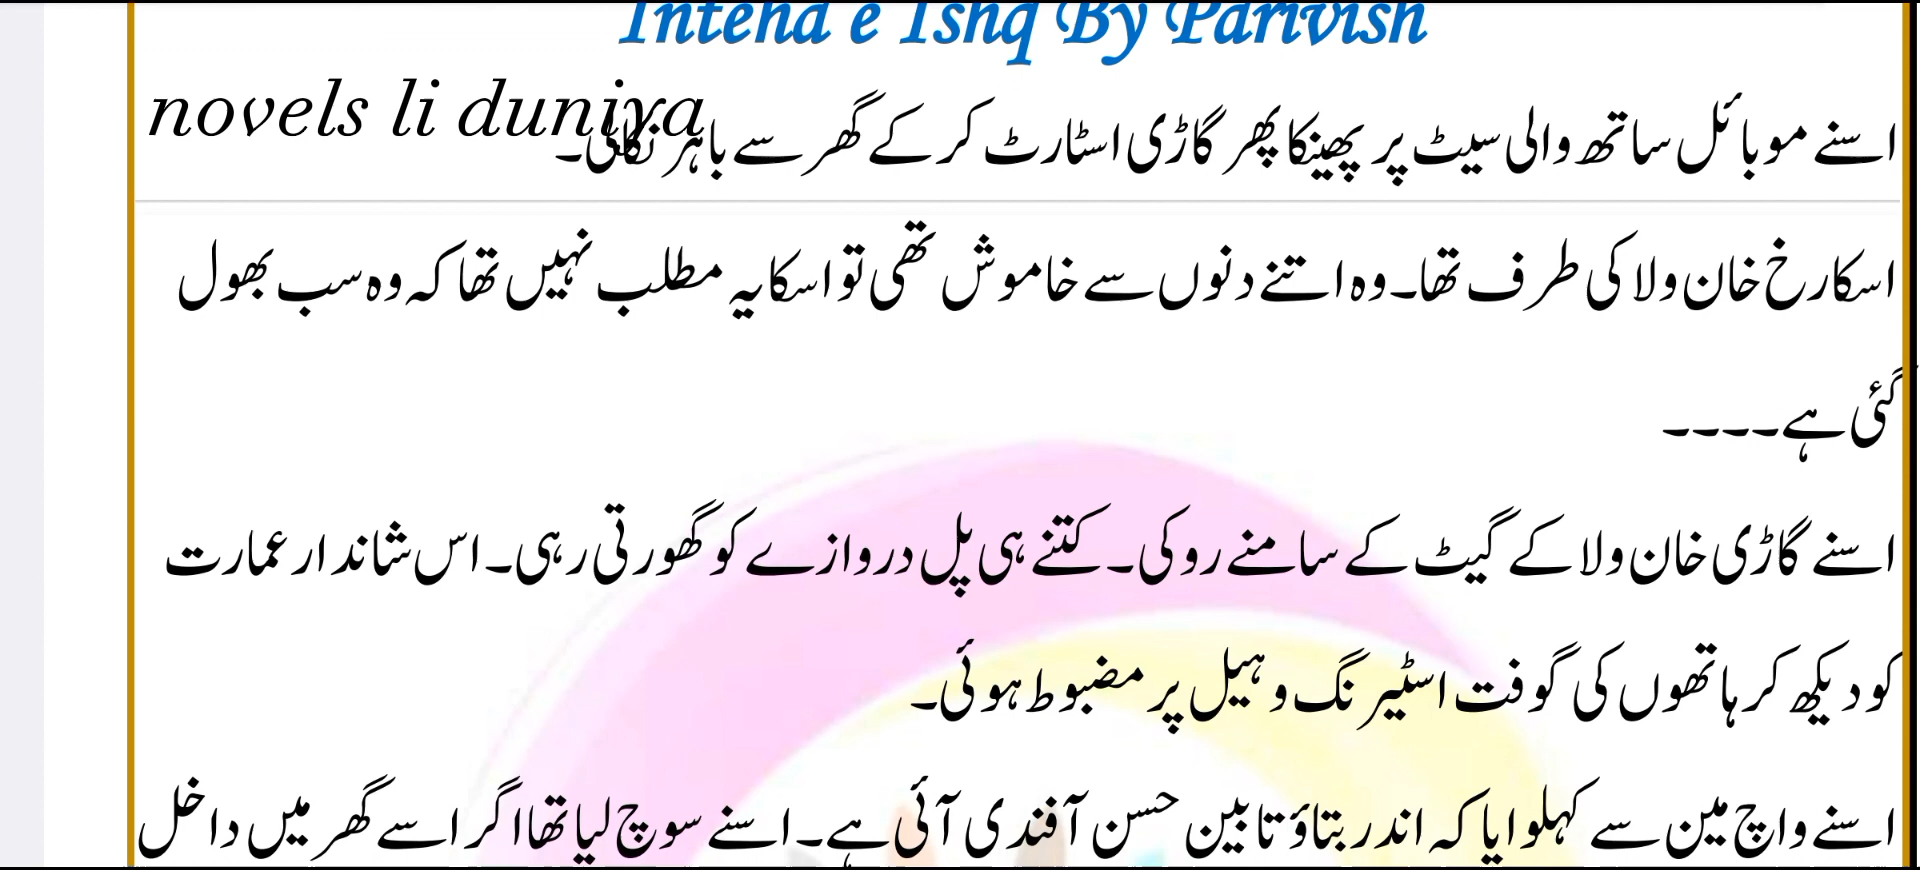 Inteha e Ishq By Parivish
novels li duniya
اسنے موبائل ساتھ والی سیٹ پر پھینکا پھر گاڑی اسٹارٹ کر کے گھر سے باہر نکالی۔
اسکا رخ خان ولا کی طرف تھا۔ وہ اتنے دنوں سے خاموش تھی تو اسکا یہ مطلب نہیں تھا کہ وہ سب بھول
گئی ہے۔۔۔۔
اسنے گاڑی خان ولا کے گیٹ کے سامنے روکی۔ کتنے ہی پل دروازے کو گھورتی رہی۔ اس شاندار عمارت
کو دیکھ کر ہاتھوں کی گوفت اسٹیرنگ وہیل پر مضبوط ہوئی۔
اسنے واچ مین سے کہلوایا کہ اندر بتاؤ تابین حسن آفندی آئی ہے۔ اسنے سوچ لیا تھا اگر اسے گھر میں داخل